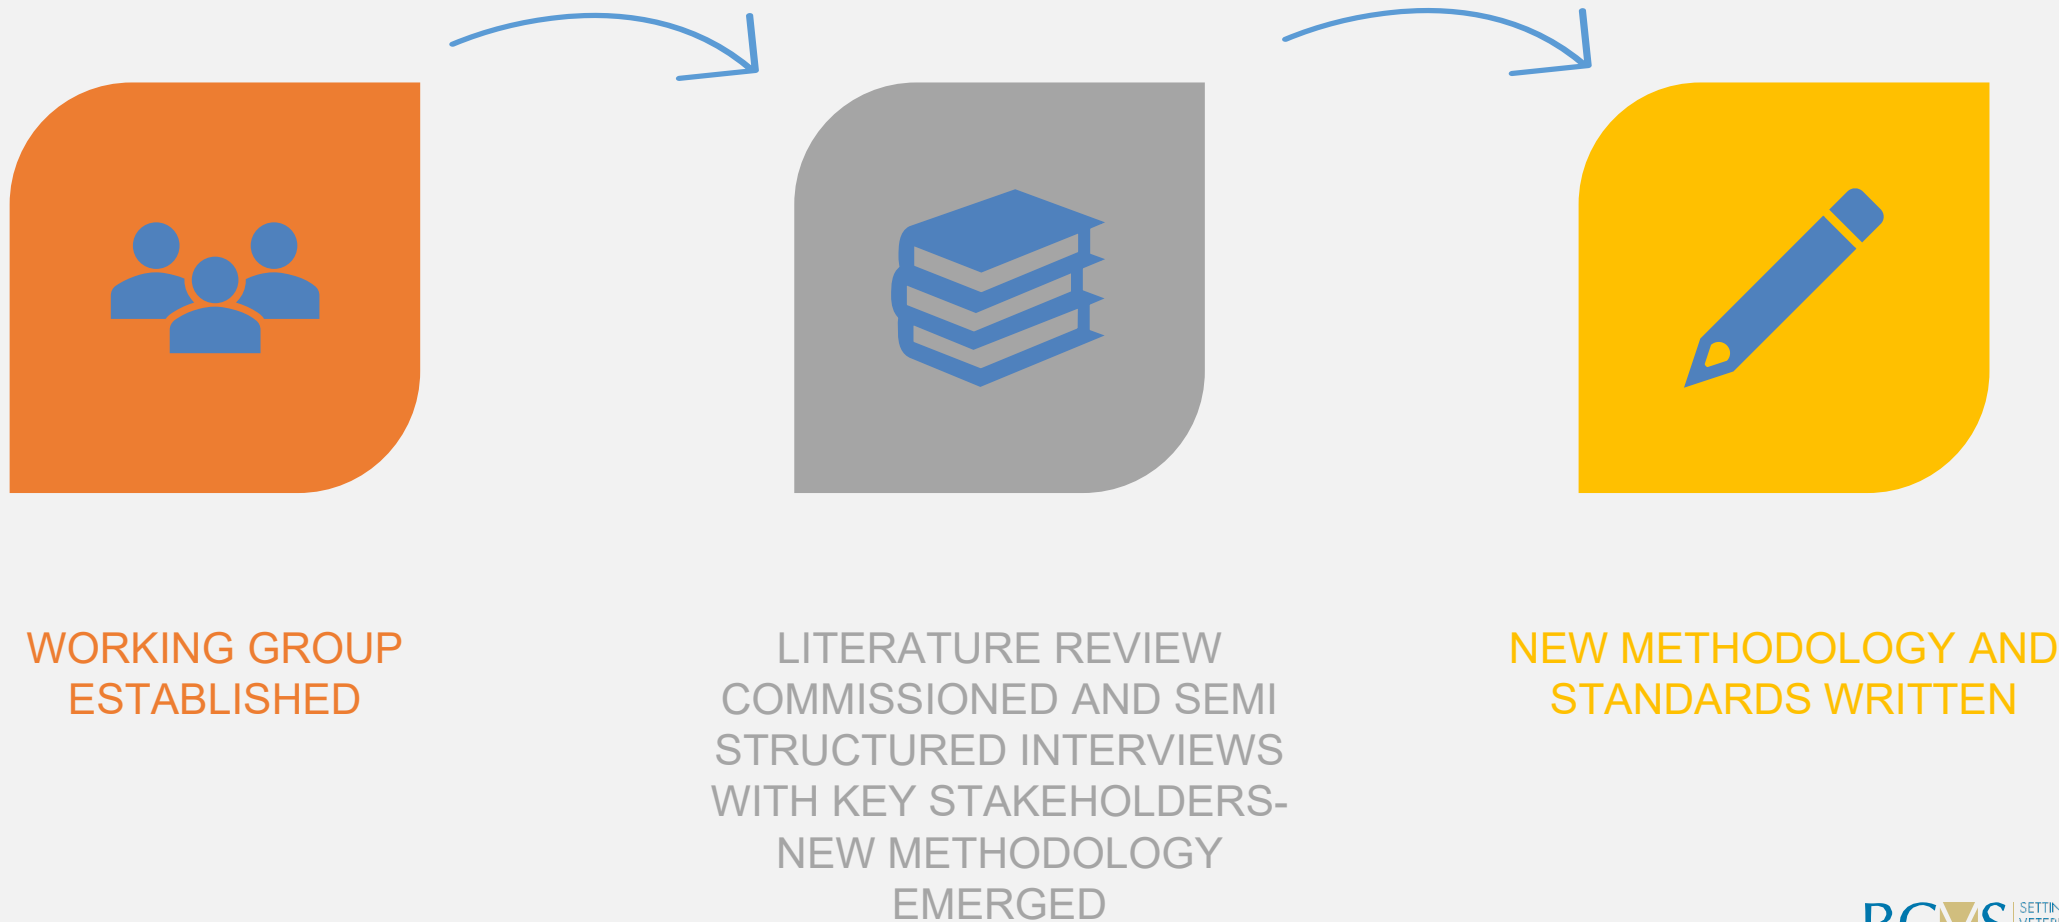 WORKING GROUP
ESTABLISHED
LITERATURE REVIEW
COMMISSIONED AND SEMI
STRUCTURED INTERVIEWS
WITH KEY STAKEHOLDERS-
NEW METHODOLOGY
EMERGED
NEW METHODOLOGY AND
STANDARDS WRITTEN